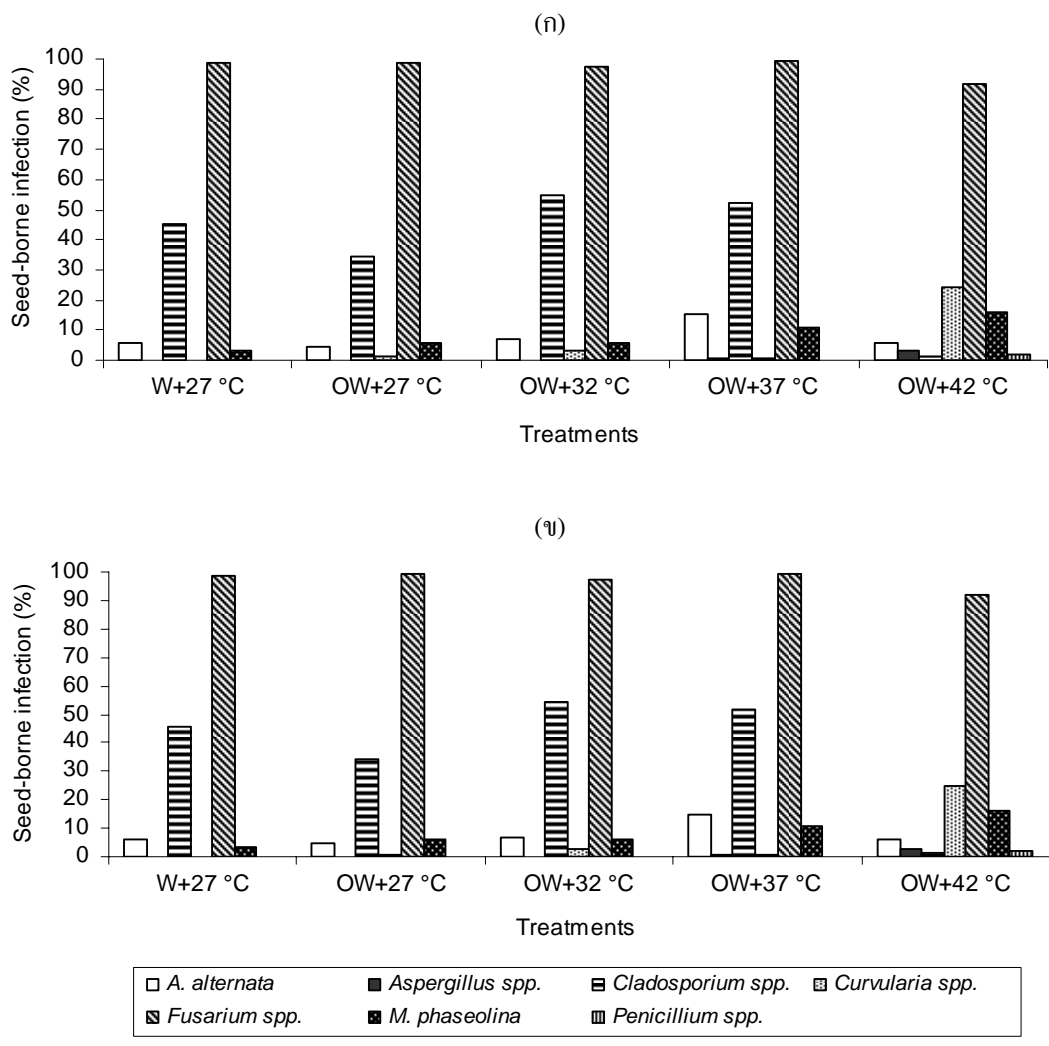 (ก)
Seed-borne infection (%)
100
90
80
70
60
50
40
30
20
10
0
W+27 °C OW+27 °C OW+32 °C OW+37 °C OW+42 °C
Treatments
(ข)
Seed-borne infection (%)
100
90
80
70
60
50
40
30
20
10
0
W+27 °C OW+27 °C OW+32 °C OW+37 °C OW+42 °C
Treatments
A. alternata Aspergillus spp. Cladosporium spp. Curvularia spp.
Fusarium spp. M. phaseolina Penicillium spp.